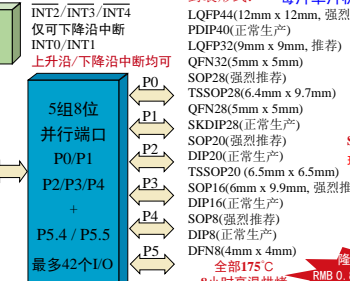 INT2/INT3/INT4
仅可下降沿中断
INT0/INT1
上升沿/下降沿中断均可
5组8位
并行端口
P0/P1
P2/P3/P4
+
P5.4 / P5.5
最多42个I/O
P0
P1
P2
P3
P4
P5
LQFP44(12mm x 12mm, 强烈
PDIP40(正常生产)
LQFP32(9mm x 9mm, 推荐)
QFN32(5mm x 5mm)
SOP28(强烈推荐)
TSSOP28(6.4mm x 9.7mm)
QFN28(5mm x 5mm)
SKDIP28(正常生产)
SOP20(强烈推荐)
DIP20(正常生产)
TSSOP20 (6.5mm x 6.5mm)
SOP16(6mm x 9.9mm, 强烈推
DIP16(正常生产)
SOP8(强烈推荐)
DIP8(正常生产)
DFN8(4mm x 4mm)
全部175℃
隆
RMB 0.